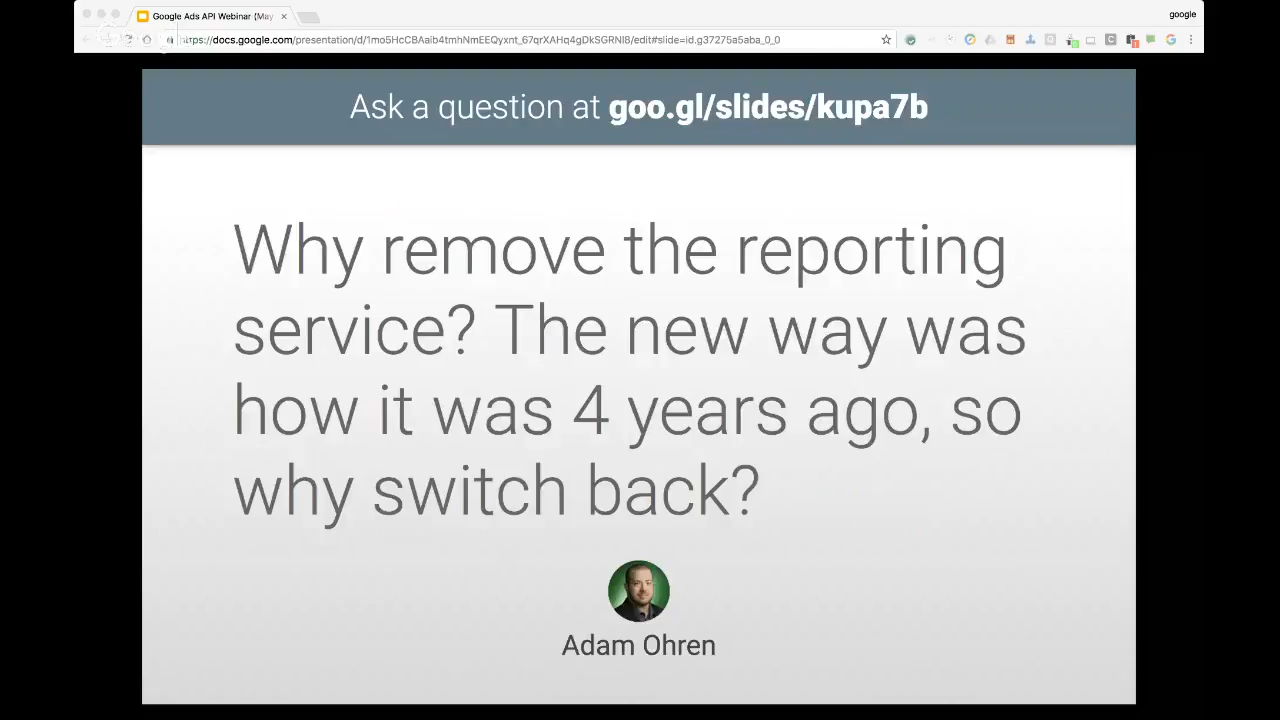 Google Ads API Webinar (May
google
https://docs.google.com/presentation/d/1mo5HcCBAaib4tmhNmEEQyxnt_67qrXAHq4gDkSGRNI8/edit#slide=id.g37275a5aba_0_0
Ask a question at goo.gl/slides/kupa7b
Why remove the reporting
service? The new way was
how it was 4 years ago, so
why switch back?
Adam Ohren